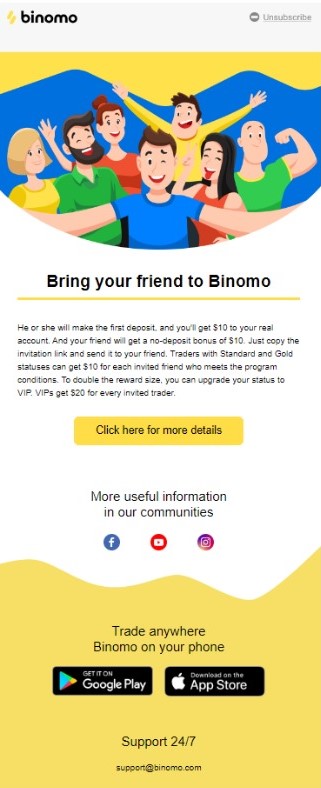 binomo
Unsubscribe
Bring your friend to Binomo
He or she will make the first deposit, and you'll get $10 to your real
account. And your friend will get a no-deposit bonus of $10. Just copy the
invitation link and send it to your friend. Traders with Standard and Gold
statuses can get $10 for each invited friend who meets the program
conditions. To double the reward size, you can upgrade your status to
VIP. VIPs get $20 for every invited trader.
Click here for more details
More useful information
in our communities
Trade anywhere
Binomo on your phone
GET IT ON
Google Play
Download on the
App Store
Support 24/7
support@binomo.com